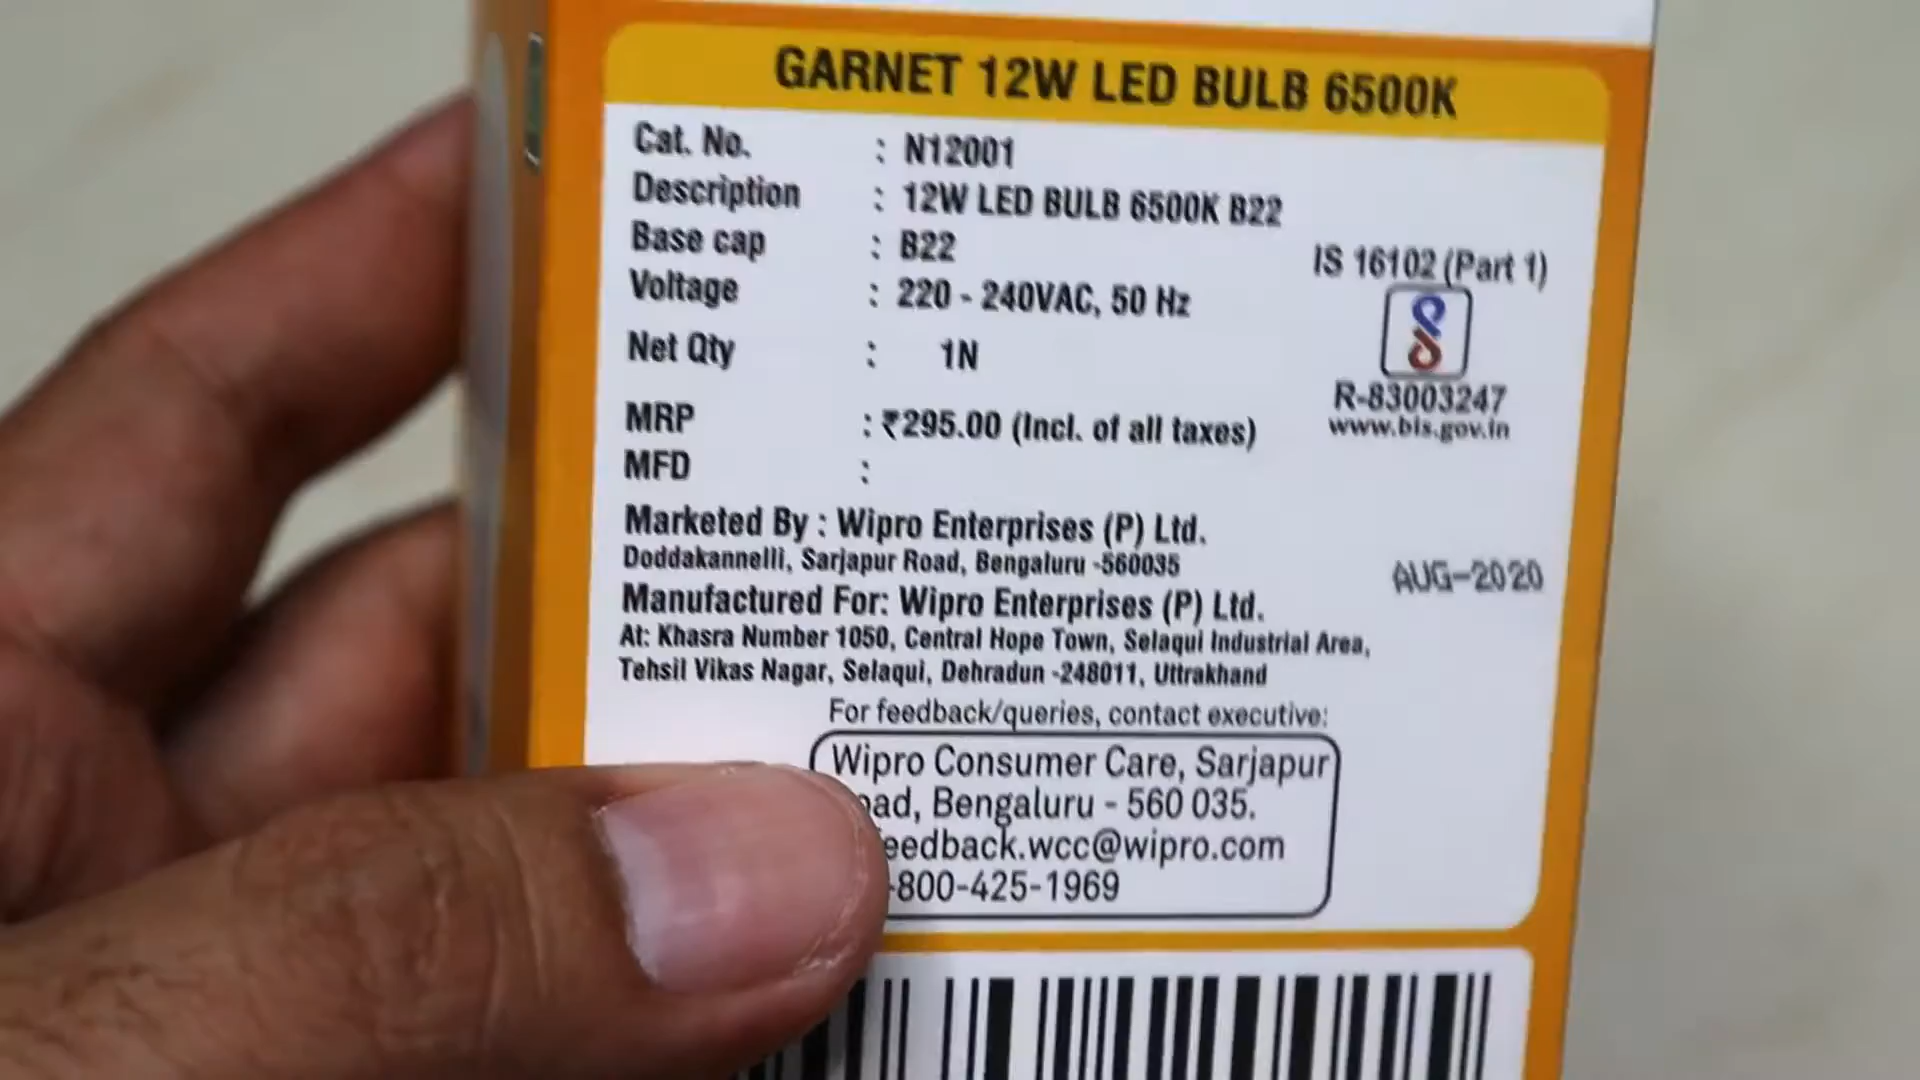 GARNET 12W LED BULB 6500K
Cat. No. : N12001
Description : 12W LED BULB 6500K B22
Base cap : B22
IS 16102 (Part 1)
Voltage : 220 - 240VAC, 50 Hz
Net Qty : 1N
R-83003247
www.bis.gov.in
MRP : ₹295.00 (Incl. of all taxes)
MFD :
Marketed By : Wipro Enterprises (P) Ltd.
Doddakannelli, Sarjapur Road, Bengaluru -560035
AUG-2020
Manufactured For: Wipro Enterprises (P) Ltd.
At: Khasra Number 1050, Central Hope Town, Selaqui Industrial Area,
Tehsil Vikas Nagar, Selaqui, Dehradun -248011, Uttrakhand
For feedback/queries, contact executive:
Wipro Consumer Care, Sarjapur
oad, Bengaluru - 560 035.
eedback.wcc@wipro.com
-800-425-1969